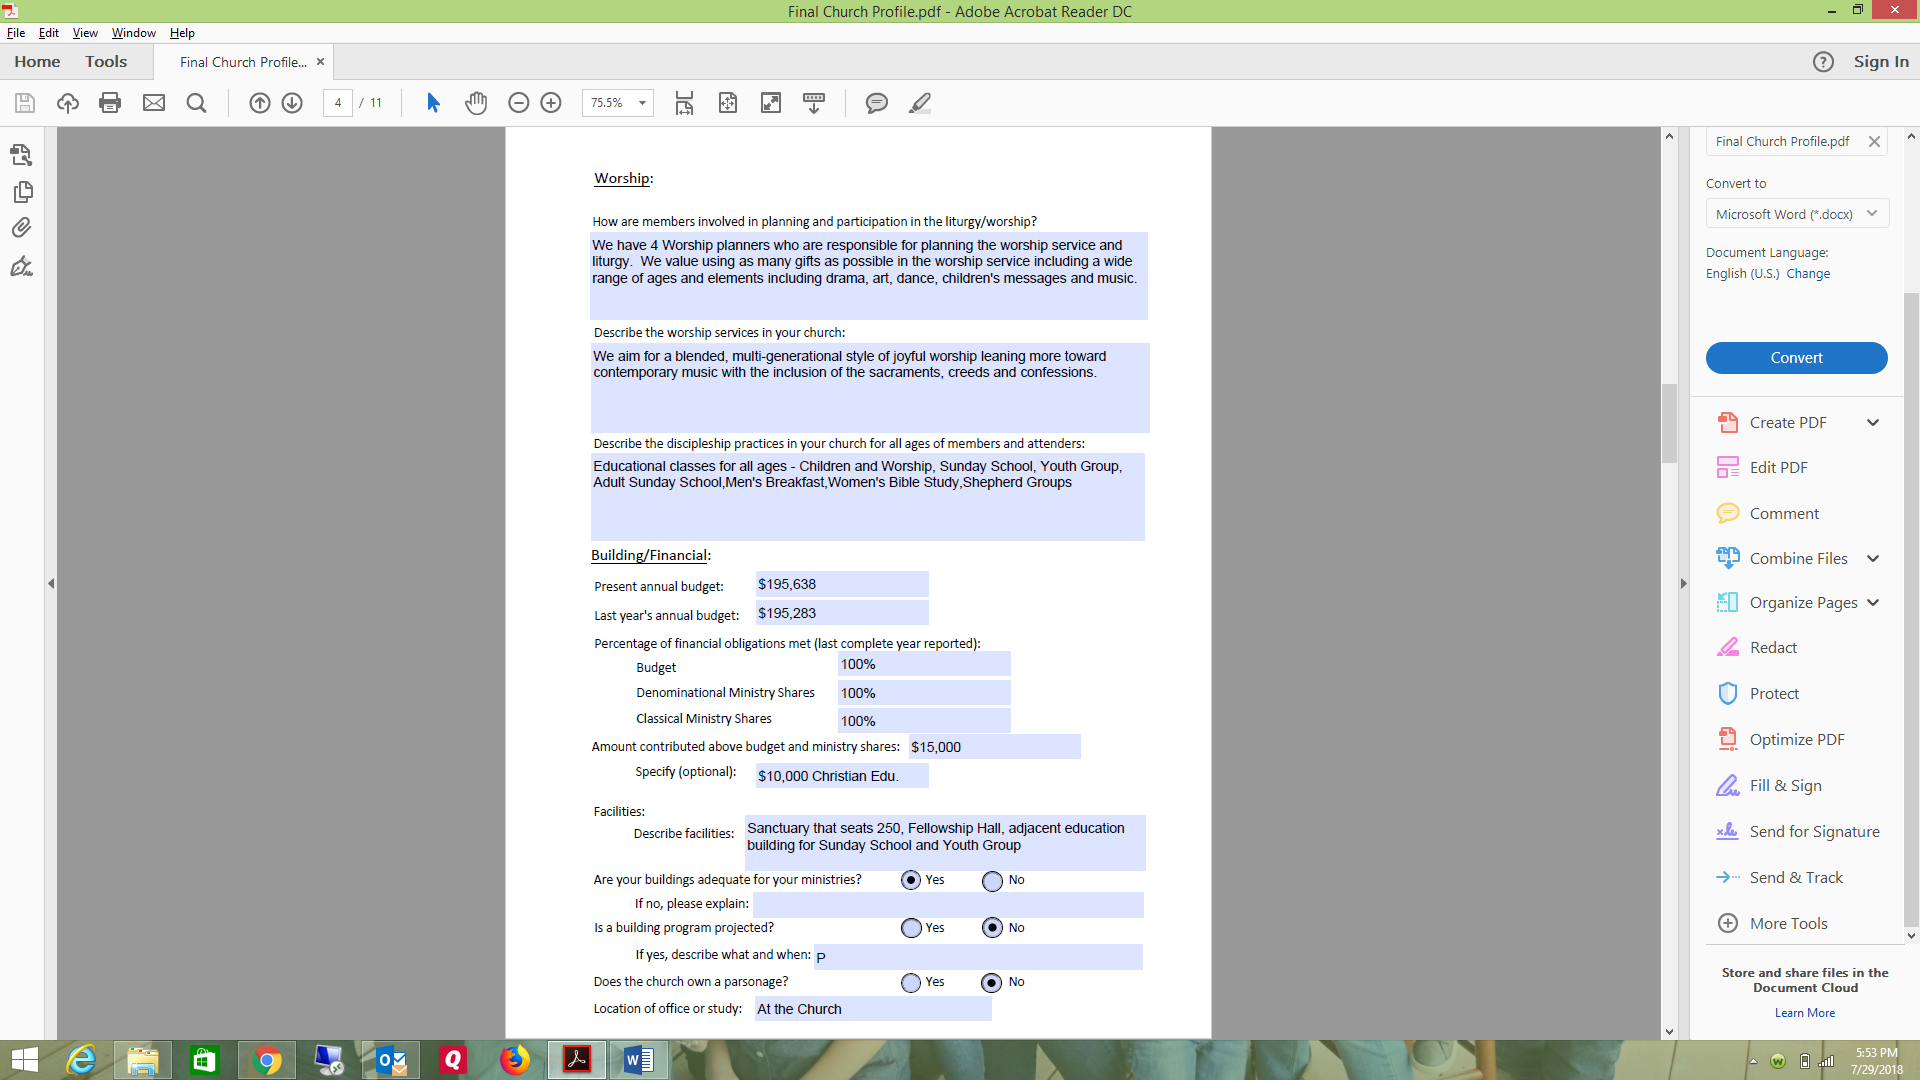 Final Church Profile.pdf - Adobe Acrobat Reader DC
File Edit View Window Help
Home Tools Final Church Profile... × ? Sign In
4 / 11 75.5%
Worship:
How are members involved in planning and participation in the liturgy/worship?
We have 4 Worship planners who are responsible for planning the worship service and
liturgy. We value using as many gifts as possible in the worship service including a wide
range of ages and elements including drama, art, dance, children's messages and music.
Describe the worship services in your church:
We aim for a blended, multi-generational style of joyful worship leaning more toward
contemporary music with the inclusion of the sacraments, creeds and confessions.
Describe the discipleship practices in your church for all ages of members and attenders:
Educational classes for all ages - Children and Worship, Sunday School, Youth Group,
Adult Sunday School,Men's Breakfast,Women's Bible Study,Shepherd Groups
Building/Financial:
Present annual budget: $195,638
Last year's annual budget: $195,283
Percentage of financial obligations met (last complete year reported):
Budget 100%
Denominational Ministry Shares 100%
Classical Ministry Shares 100%
Amount contributed above budget and ministry shares: $15,000
Specify (optional): $10,000 Christian Edu.
Facilities:
Describe facilities: Sanctuary that seats 250, Fellowship Hall, adjacent education
building for Sunday School and Youth Group
Are your buildings adequate for your ministries? Yes No
If no, please explain:
Is a building program projected? Yes No
If yes, describe what and when: P
Does the church own a parsonage? Yes No
Location of office or study: At the Church
Final Church Profile.pdf
Convert to
Microsoft Word (*.docx)
Document Language:
English (U.S.) Change
Convert
Create PDF
Edit PDF
Comment
Combine Files
Organize Pages
Redact
Protect
Optimize PDF
Fill & Sign
Send for Signature
Send & Track
More Tools
Store and share files in the
Document Cloud
Learn More
5:53 PM
7/29/2018